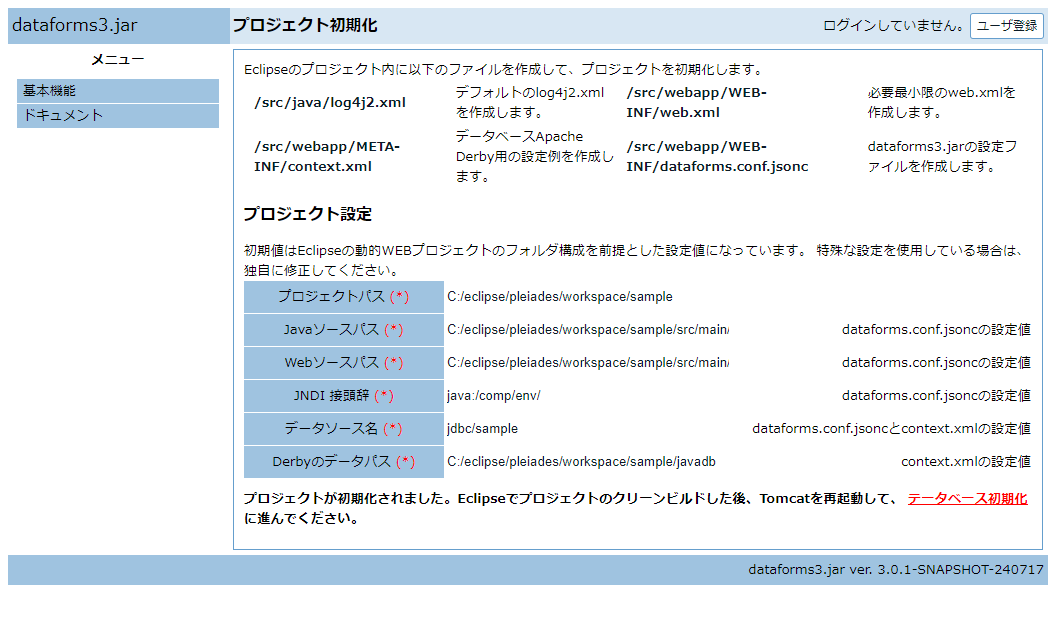 dataforms3.jar
プロジェクト初期化
ログインしていません。 ユーザ登録
メニュー
基本機能
ドキュメント
Eclipseのプロジェクト内に以下のファイルを作成して、プロジェクトを初期化します。
/src/java/log4j2.xml
デフォルトのlog4j2.xml
を作成します。
/src/webapp/WEB-
INF/web.xml
必要最小限のweb.xmlを
作成します。
/src/webapp/META-
INF/context.xml
データベースApache
Derby用の設定例を作成し
ます。
/src/webapp/WEB-
INF/dataforms.conf.jsonc
dataforms3.jarの設定フ
ァイルを作成します。
プロジェクト設定
初期値はEclipseの動的WEBプロジェクトのフォルダ構成を前提とした設定値になっています。 特殊な設定を使用している場合は、
独自に修正してください。
プロジェクトパス (*) C:/eclipse/pleiades/workspace/sample
Javaソースパス (*) C:/eclipse/pleiades/workspace/sample/src/main/ dataforms.conf.jsoncの設定値
Webソースパス (*) C:/eclipse/pleiades/workspace/sample/src/main/ dataforms.conf.jsoncの設定値
JNDI 接頭辞 (*) java:/comp/env/ dataforms.conf.jsoncの設定値
データソース名 (*) jdbc/sample dataforms.conf.jsoncとcontext.xmlの設定値
Derbyのデータパス (*) C:/eclipse/pleiades/workspace/sample/javadb context.xmlの設定値
プロジェクトが初期化されました。Eclipseでプロジェクトのクリーンビルドした後、Tomcatを再起動して、 データベース初期化
に進んでください。
dataforms3.jar ver. 3.0.1-SNAPSHOT-240717